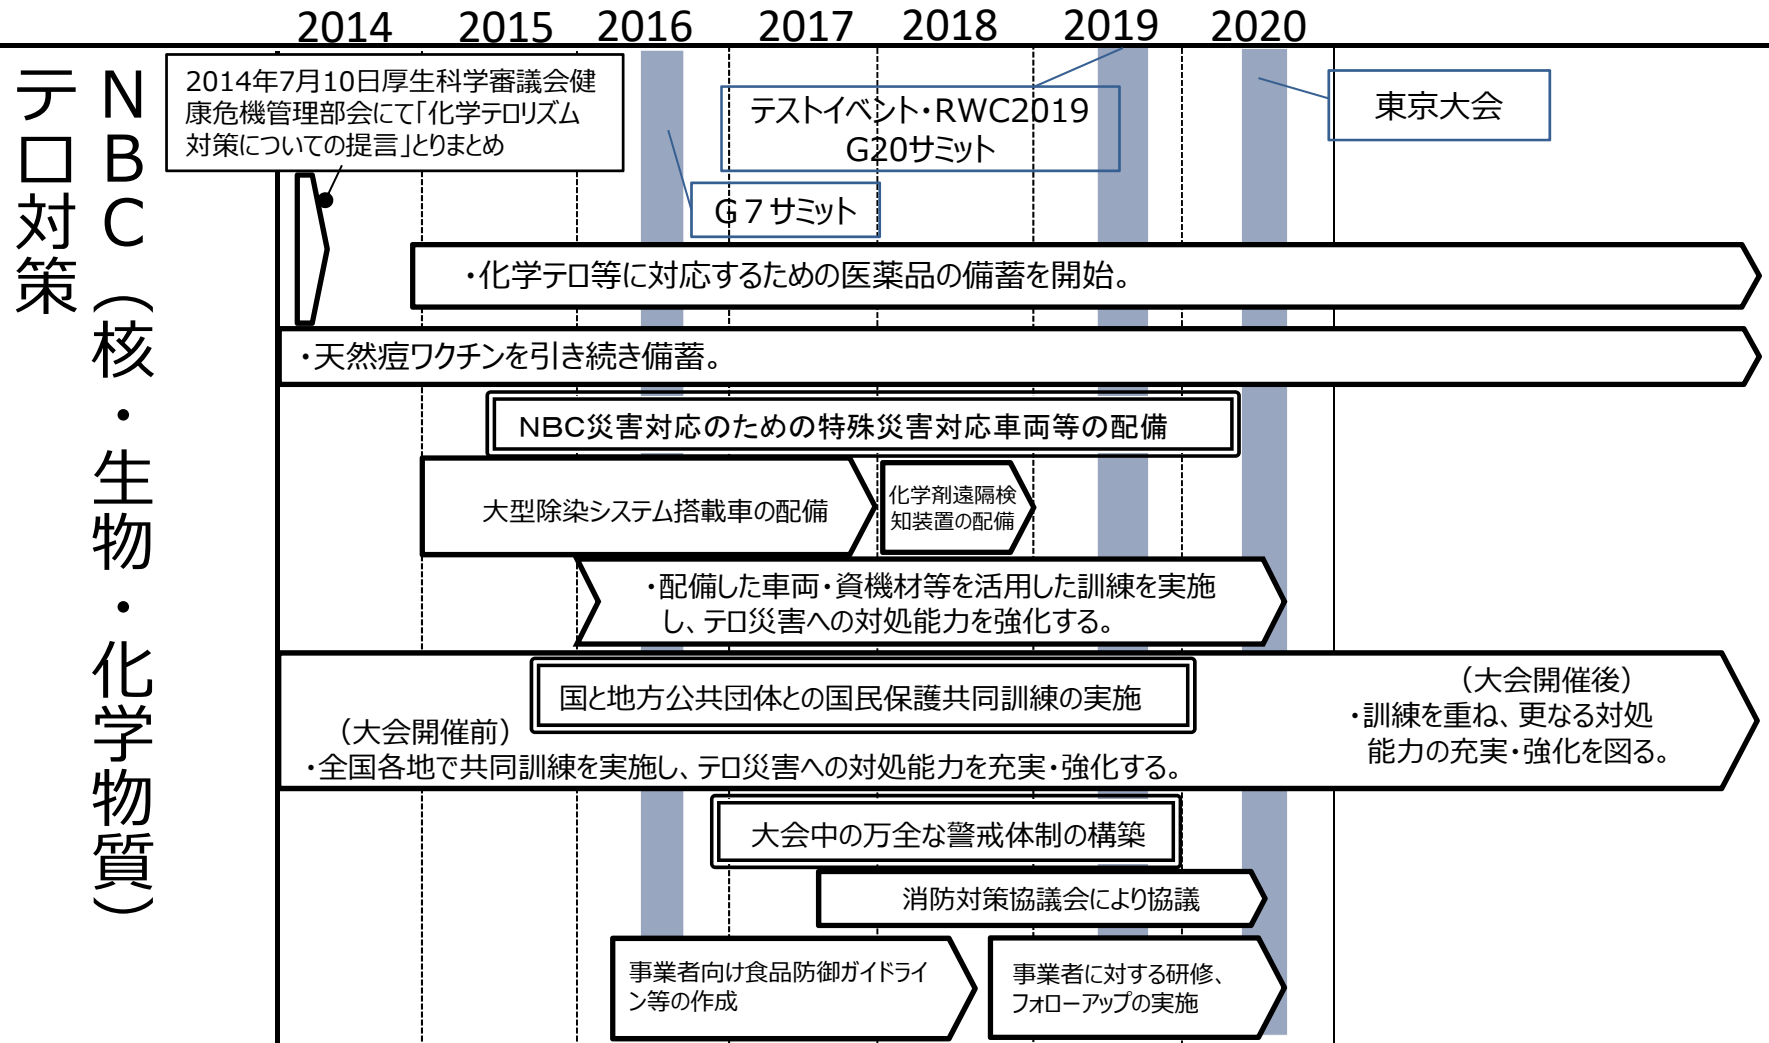 2014 2015 2016 2017 2018 2019 2020
NBC（核・生物・化学物質）
テロ対策
2014年7月10日厚生科学審議会健
康危機管理部会にて「化学テロリズム
対策についての提言」とりまとめ
テストイベント・RWC2019
G20サミット
東京大会
G７サミット
・化学テロ等に対応するための医薬品の備蓄を開始。
・天然痘ワクチンを引き続き備蓄。
NBC災害対応のための特殊災害対応車両等の配備
大型除染システム搭載車の配備
化学剤遠隔検
知装置の配備
・配備した車両・資機材等を活用した訓練を実施
し、テロ災害への対処能力を強化する。
国と地方公共団体との国民保護共同訓練の実施
（大会開催前）
・全国各地で共同訓練を実施し、テロ災害への対処能力を充実・強化する。
（大会開催後）
・訓練を重ね、更なる対処
能力の充実・強化を図る。
大会中の万全な警戒体制の構築
消防対策協議会により協議
事業者向け食品防御ガイドライ
ン等の作成
事業者に対する研修、
フォローアップの実施